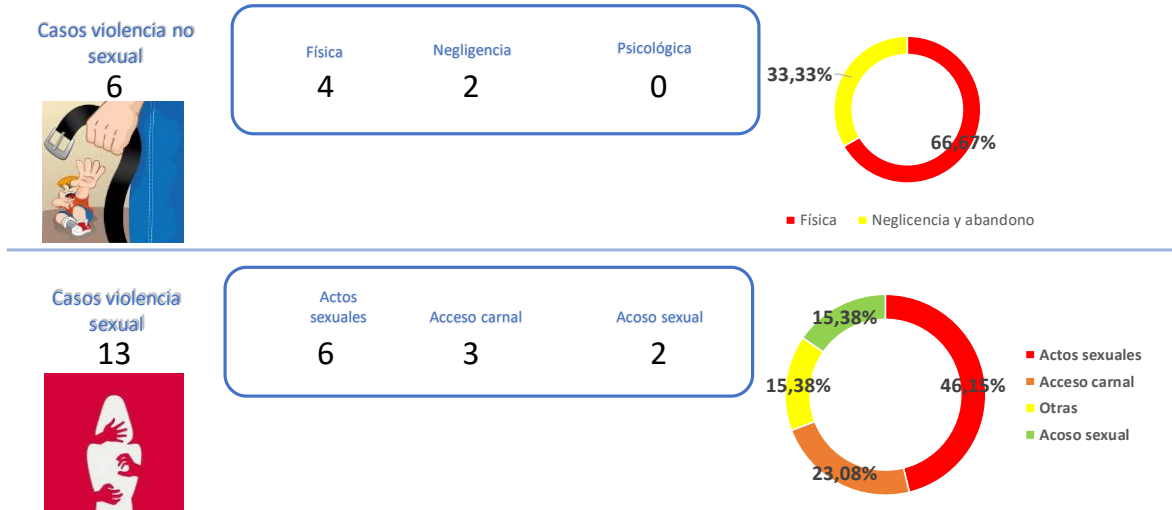 Casos violencia no
sexual
6
Física
4
Negligencia
2
Psicológica
0
33,33%
66,67%
Física
Neglicencia y abandono
Casos violencia
sexual
13
Actos
sexuales
6
Acceso carnal
3
Acoso sexual
2
15,38%
15,38%
46,15%
23,08%
Actos sexuales
Acceso carnal
Otras
Acoso sexual